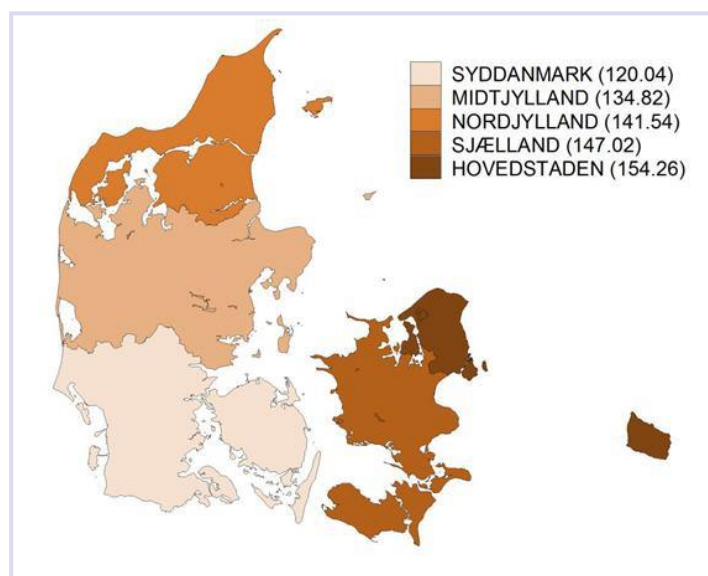 SYDDANMARK (120.04)
MIDTJYLLAND (134.82)
NORDJYLLAND (141.54)
SJÆLLAND (147.02)
HOVEDSTADEN (154.26)